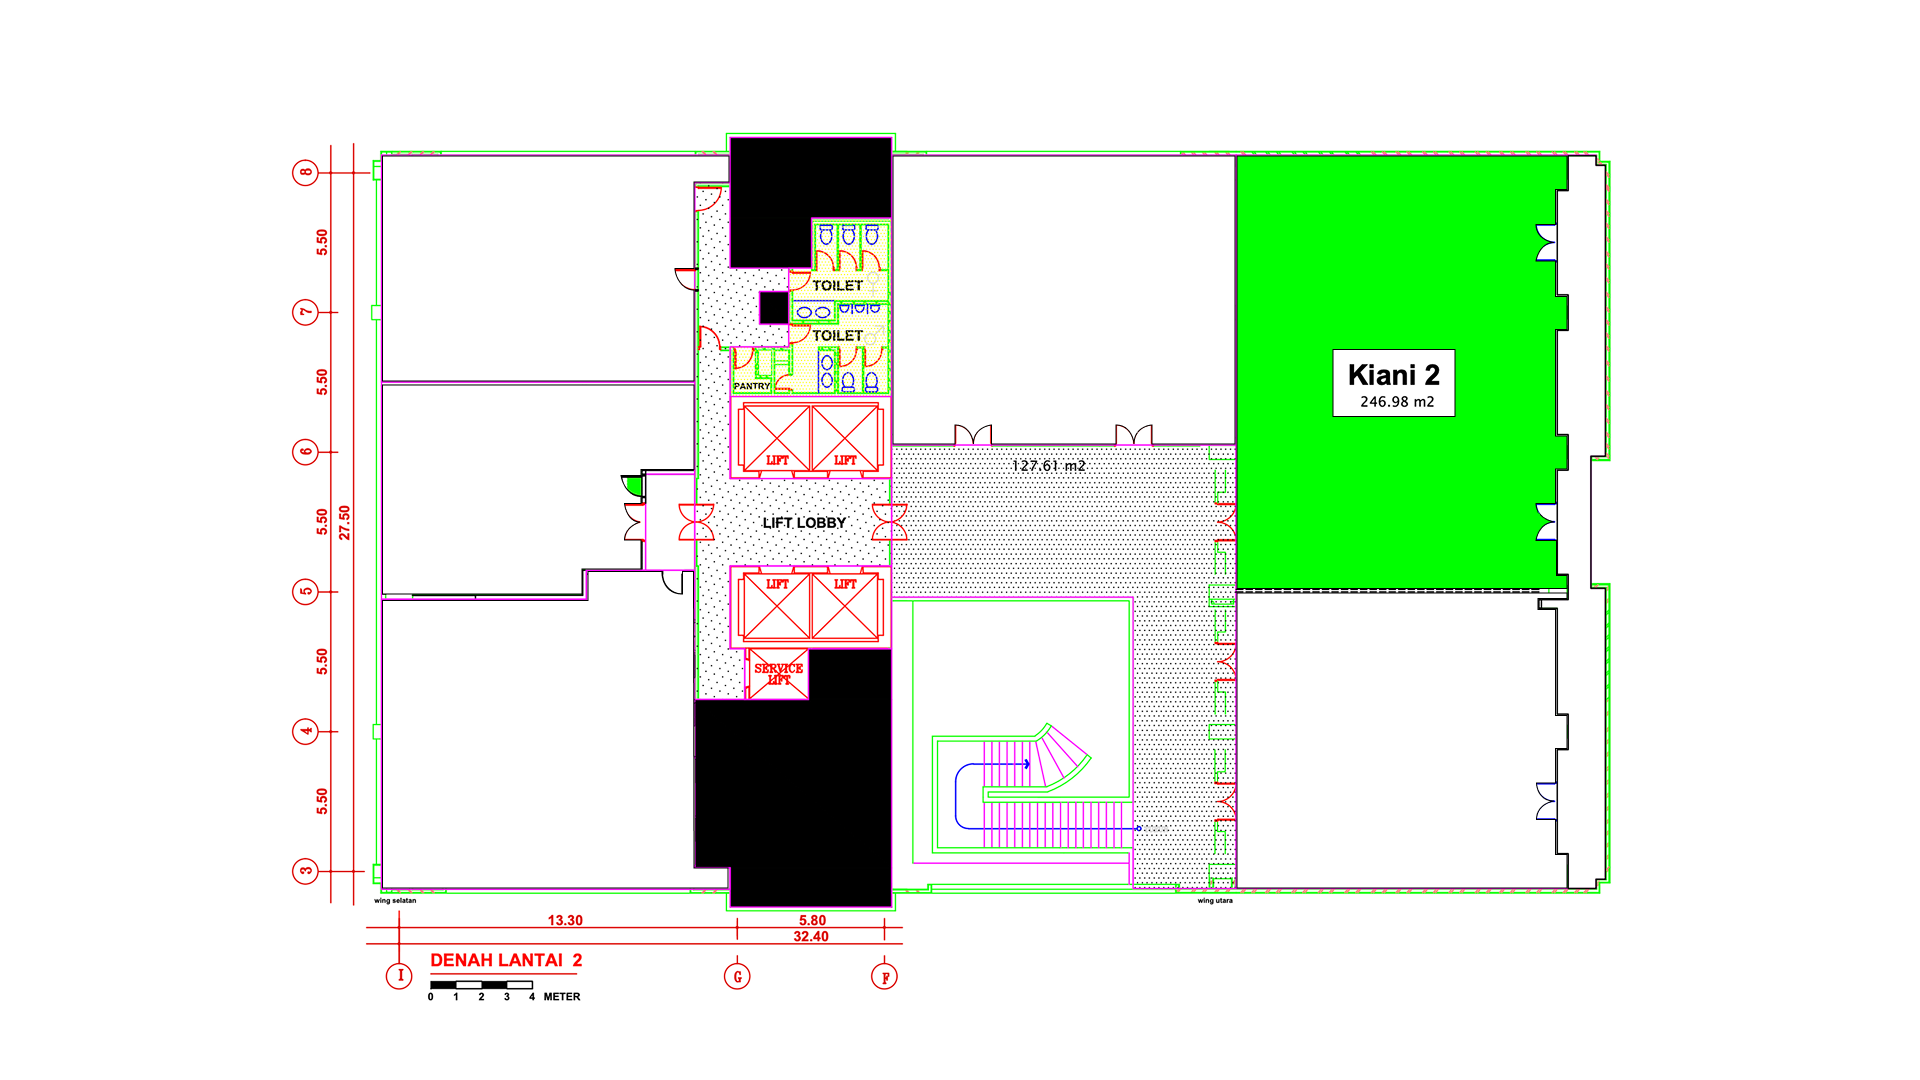 8
5.50
7
5.50
6
5.50
27.50
5
5.50
4
5.50
3
TOILET
TOILET
PANTRY
LIFT
LIFT
LIFT LOBBY
LIFT
LIFT
SERVICE
LIFT
127.61 m2
Kiani 2
246.98 m2
wing selatan
wing utara
13.30
5.80
32.40
I
G
F
DENAH LANTAI 2
0 1 2 3 4 METER